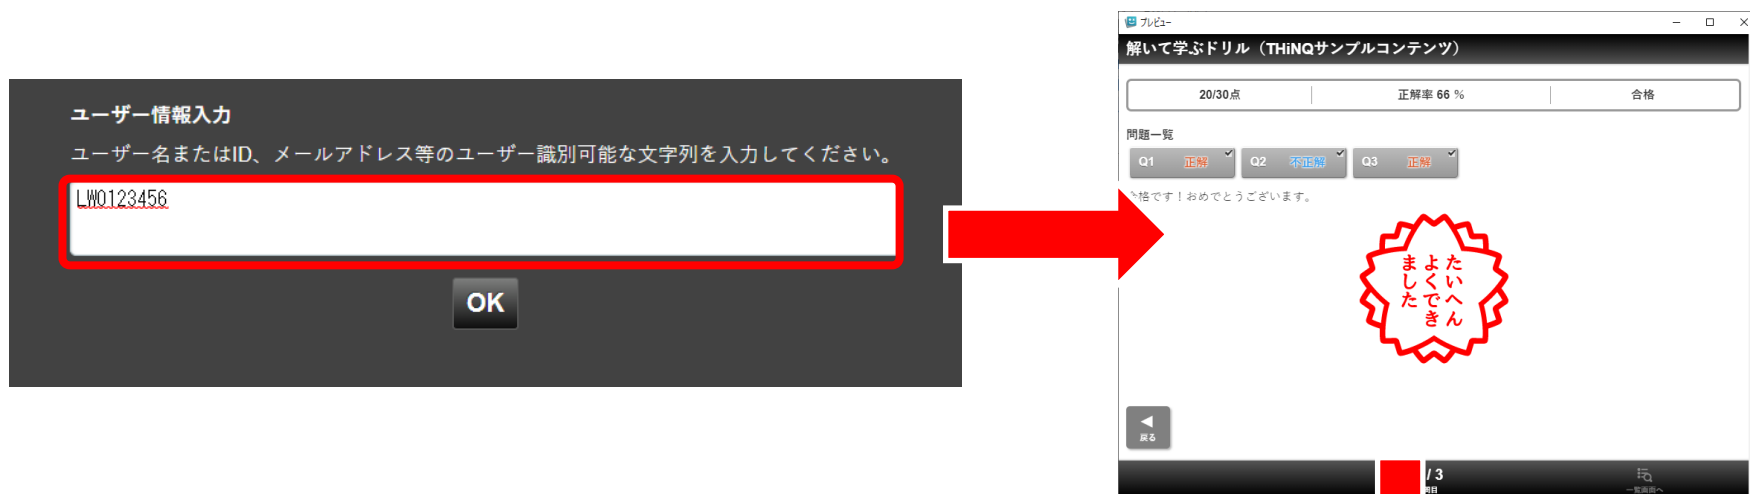 ユーザー情報入力
ユーザー名またはID、メールアドレス等のユーザー識別可能な文字列を入力してください。
LW0123456
OK
プレビュー
解いて学ぶドリル（THiNQサンプルコンテンツ）
20/30点 正解率 66 % 合格
問題一覧
Q1 正解 Q2 不正解 Q3 正解
格です！おめでとうございます。
たいへん
よくでき
ました
戻る
/ 3
一覧画面へ